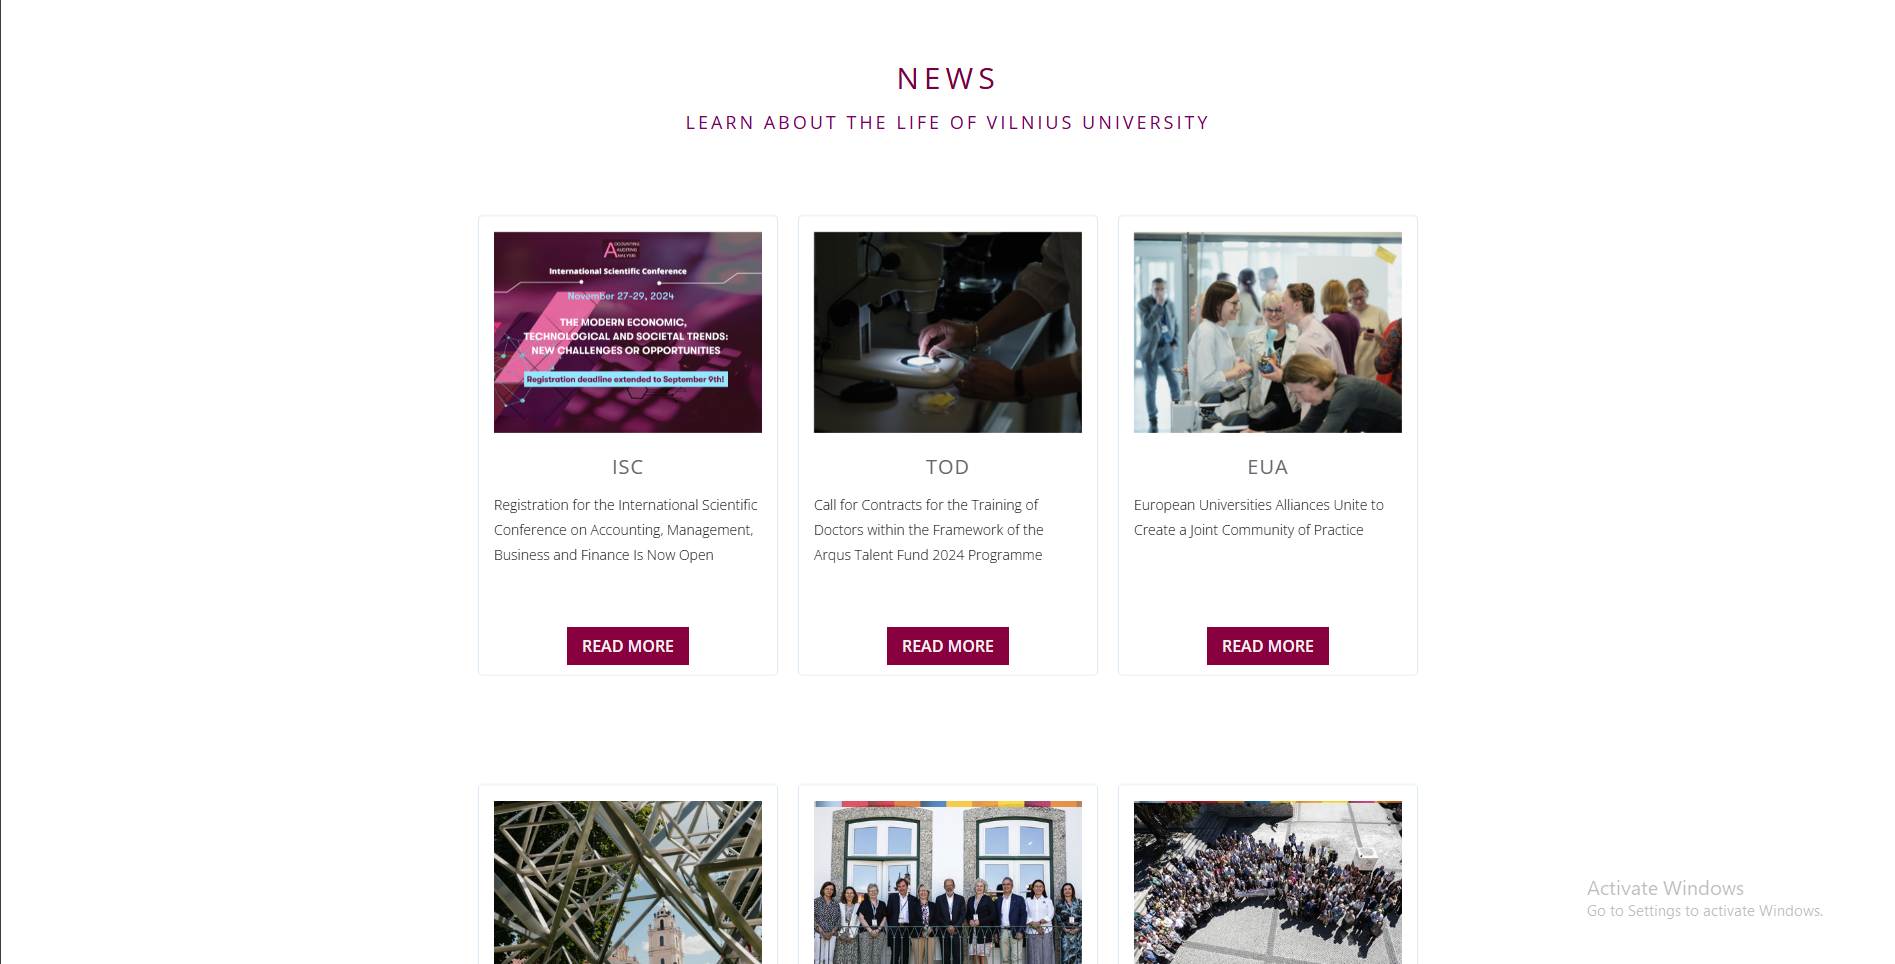 NEWS
LEARN ABOUT THE LIFE OF VILNIUS UNIVERSITY
ACCOUNTING
AUDITING
ANALYSIS
International Scientific Conference
November 27-29, 2024
THE MODERN ECONOMIC,
TECHNOLOGICAL AND SOCIETAL TRENDS:
NEW CHALLENGES OR OPPORTUNITIES
Registration deadline extended to September 9th!
ISC
Registration for the International Scientific
Conference on Accounting, Management,
Business and Finance Is Now Open
READ MORE
TOD
Call for Contracts for the Training of
Doctors within the Framework of the
Arqus Talent Fund 2024 Programme
READ MORE
EUA
European Universities Alliances Unite to
Create a Joint Community of Practice
READ MORE
Activate Windows
Go to Settings to activate Windows.